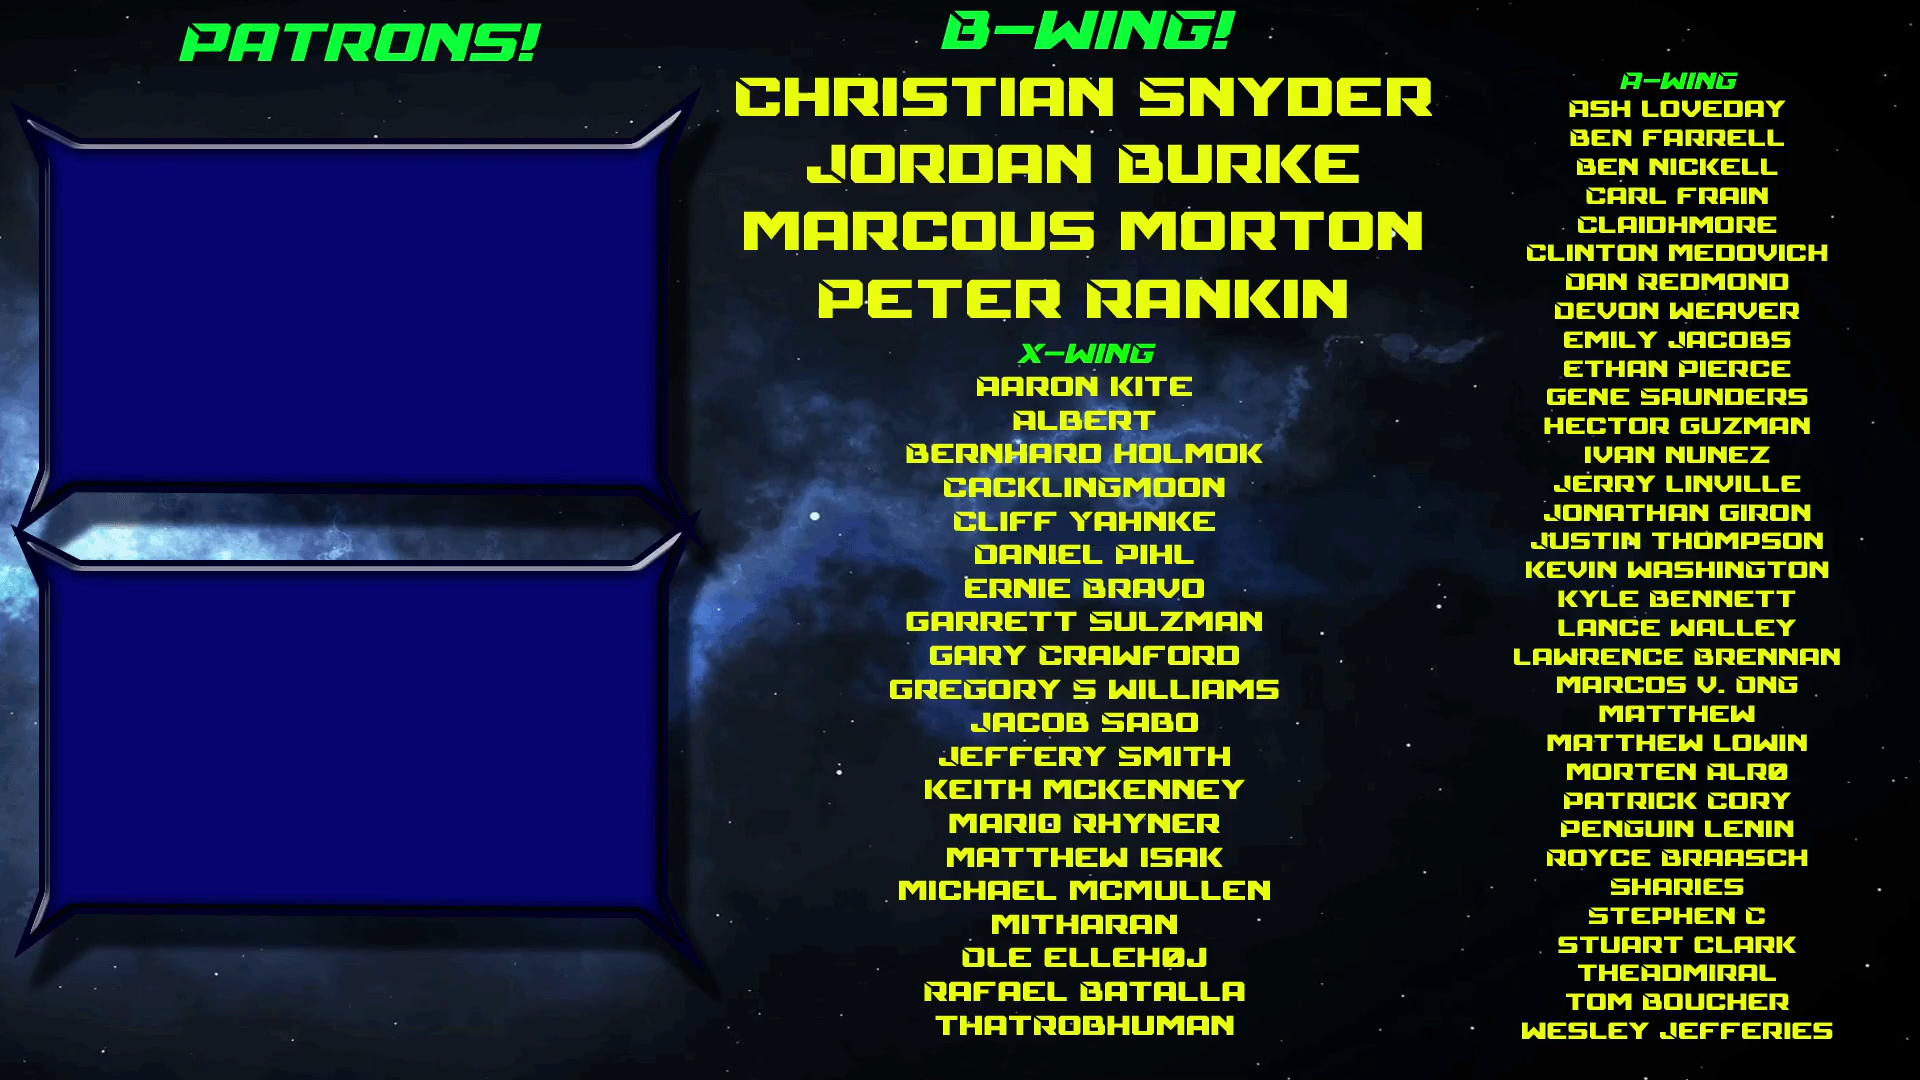 PATRONS!
B-WING!
CHRISTIAN SNYDER
JORDAN BURKE
MARCOUS MORTON
PETER RANKIN
X-WING
AARON KITE
ALBERT
BERNHARD HOLMOK
CACKLINGMOON
CLIFF YAHNKE
DANIEL PIHL
ERNIE BRAVO
GARRETT SULZMAN
GARY CRAWFORD
GREGORY S WILLIAMS
JACOB SABO
JEFFERY SMITH
KEITH MCKENNEY
MARIO RHYNER
MATTHEW ISAK
MICHAEL MCMULLEN
MITHARAN
OLE ELLEHØJ
RAFAEL BATALLA
THATROBHUMAN
A-WING
ASH LOVEDAY
BEN FARRELL
BEN NICKELL
CARL FRAIN
CLAIDHMORE
CLINTON MEDOVICH
DAN REDMOND
DEVON WEAVER
EMILY JACOBS
ETHAN PIERCE
GENE SAUNDERS
HECTOR GUZMAN
IVAN NUNEZ
JERRY LINVILLE
JONATHAN GIRON
JUSTIN THOMPSON
KEVIN WASHINGTON
KYLE BENNETT
LANCE WALLEY
LAWRENCE BRENNAN
MARCOS V. ONG
MATTHEW
MATTHEW LOWIN
MORTEN ALRØ
PATRICK CORY
PENGUIN LENIN
ROYCE BRAASCH
SHARIES
STEPHEN C
STUART CLARK
THEADMIRAL
TOM BOUCHER
WESLEY JEFFERIES